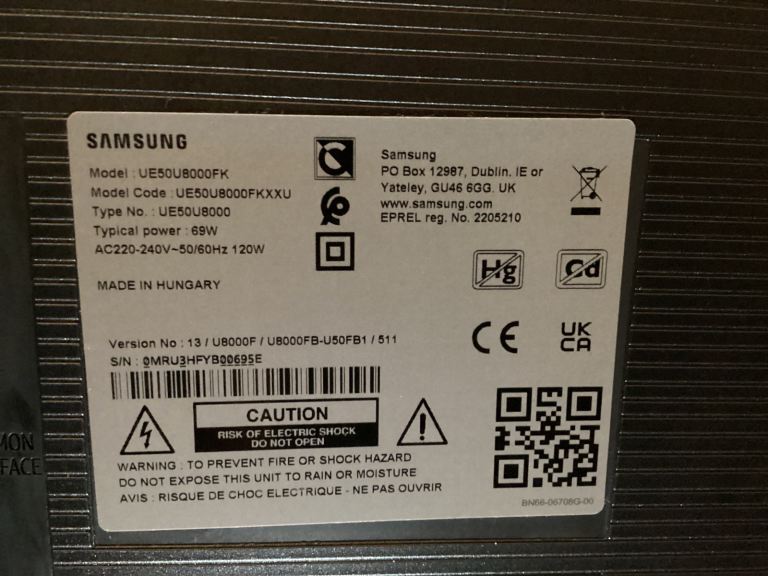 SAMSUNG
Model : UE50U8000FK
Model Code : UE50U8000FKXXU
Type No. : UE50U8000
Typical power : 69W
AC220-240V~50/60Hz 120W
MADE IN HUNGARY
Samsung
PO Box 12987, Dublin. IE or
Yateley, GU46 6GG. UK
www.samsung.com
EPREL reg. No. 2205210
Hg
Cd
CE
UK
CA
Version No : 13 / U8000F / U8000FB-U50FB1 / 511
S/N : 0MRU3HFYB00695E
CAUTION
RISK OF ELECTRIC SHOCK
DO NOT OPEN
WARNING : TO PREVENT FIRE OR SHOCK HAZARD
DO NOT EXPOSE THIS UNIT TO RAIN OR MOISTURE
AVIS : RISQUE DE CHOC ELECTRIQUE - NE PAS OUVRIR
BN68-06708G-00
MON
FACE